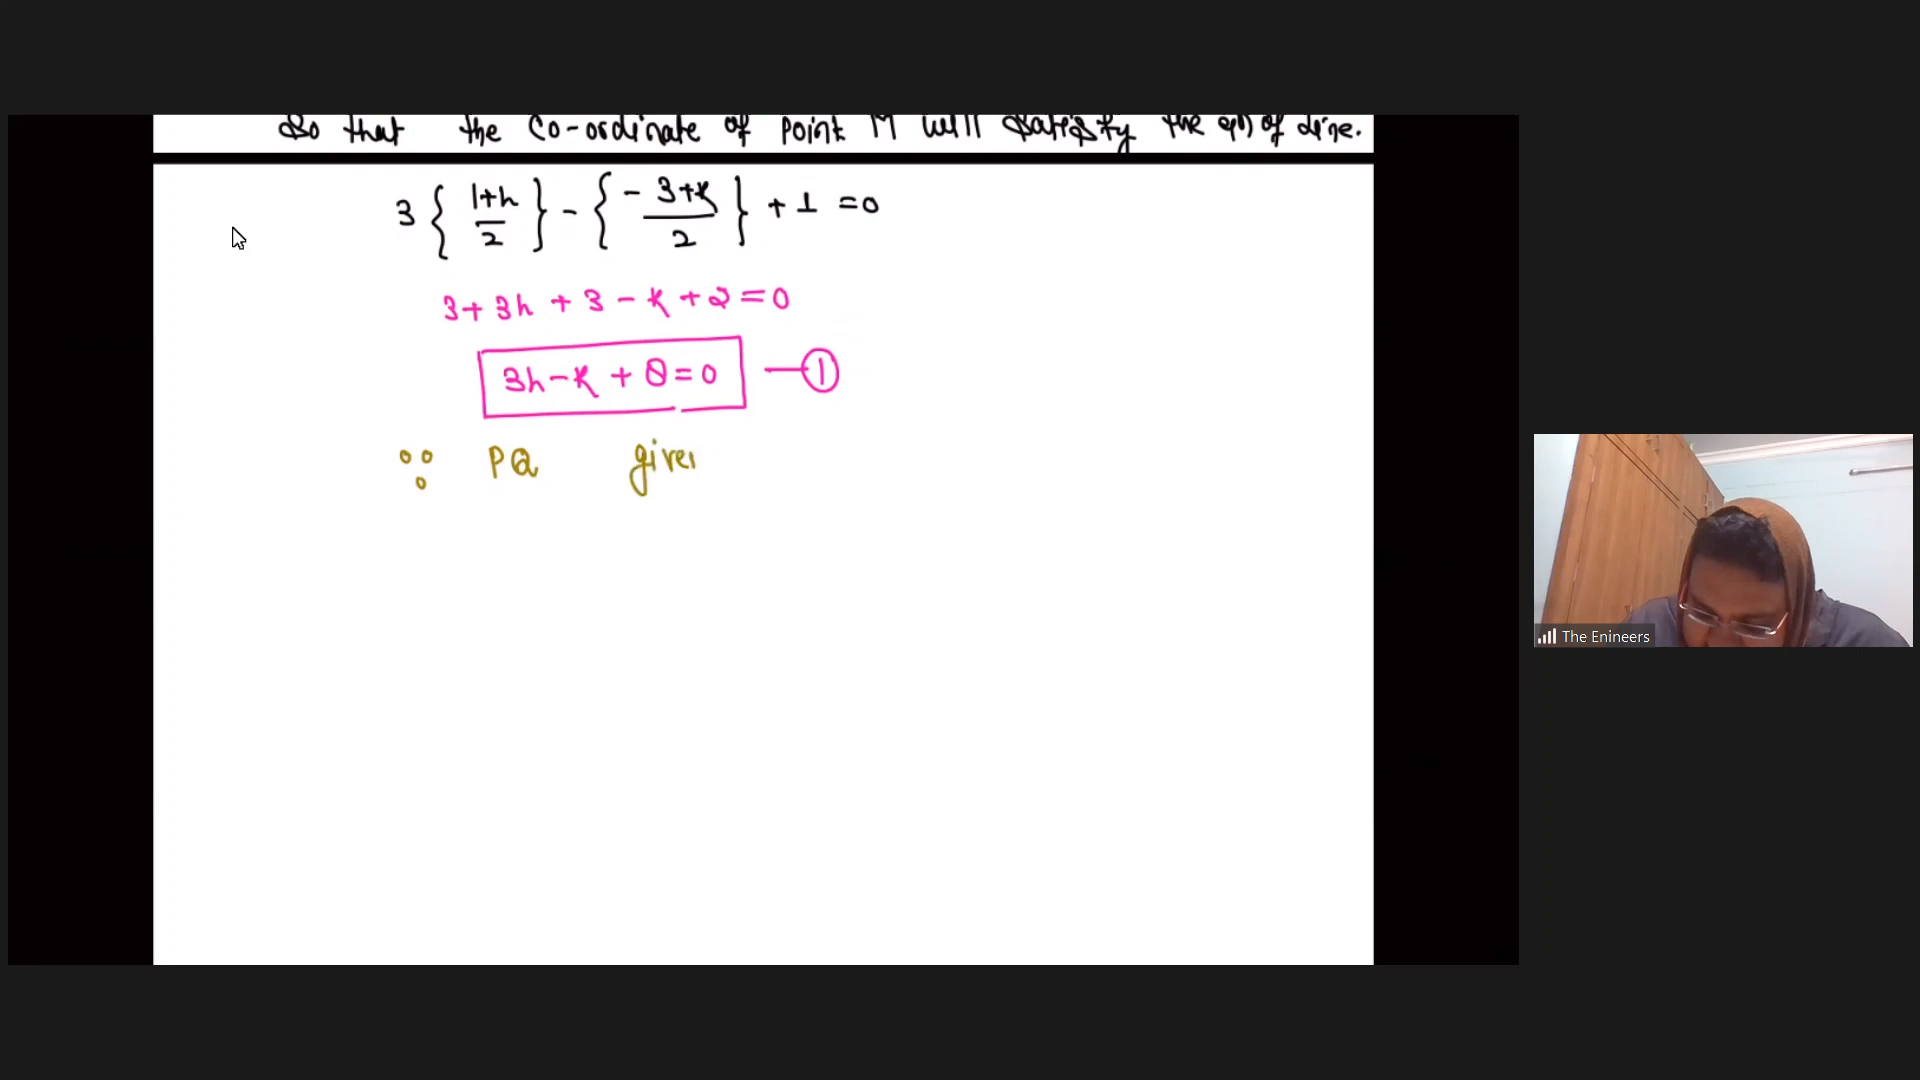 So that the Co-ordinate of point M will satisfy the eqn of line.
3 { 1+h / 2 } - { -3+k / 2 } + 1 = 0
3 + 3h + 3 - k + 2 = 0
3h - k + 8 = 0 — ①
∵ PQ give
The Enineers